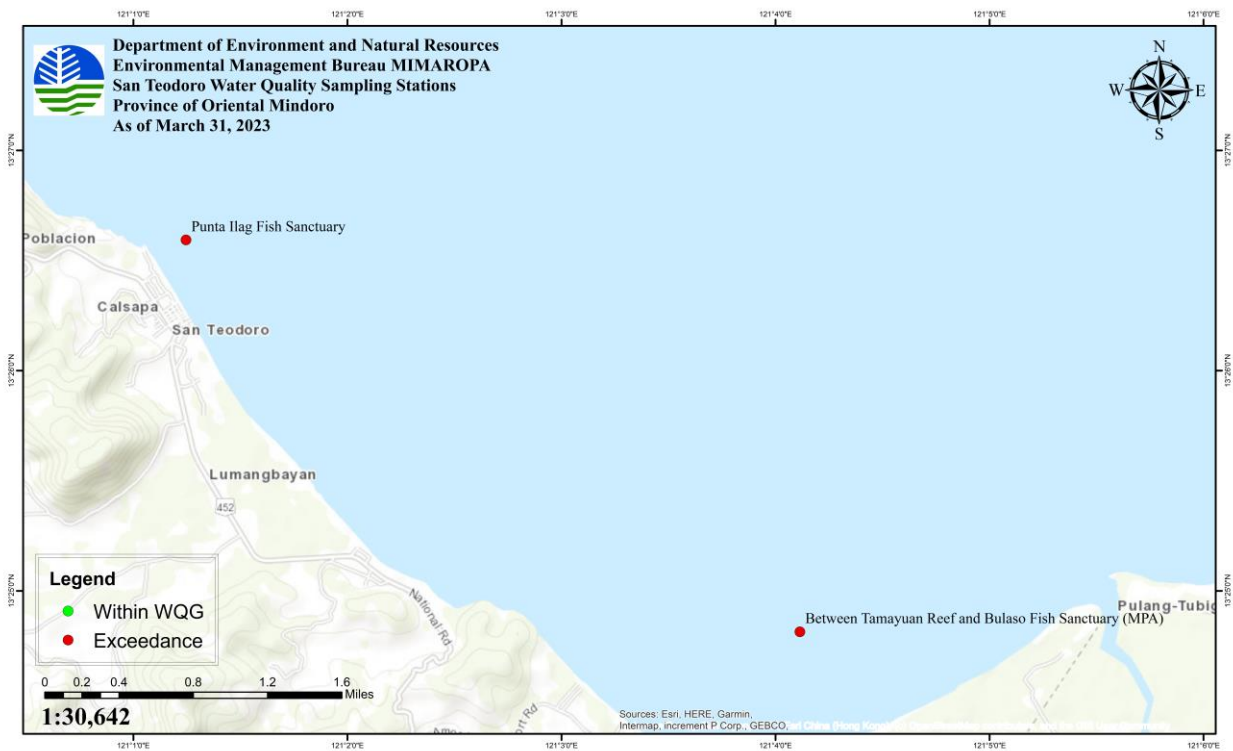 121°1'0"E 121°2'0"E 121°3'0"E 121°4'0"E 121°5'0"E 121°6'0"E
Department of Environment and Natural Resources
Environmental Management Bureau MIMAROPA
San Teodoro Water Quality Sampling Stations
Province of Oriental Mindoro
As of March 31, 2023
N
W E
S
13°27'0"N 13°27'0"N
Punta Ilag Fish Sanctuary
Poblacion
Calsapa
San Teodoro
13°26'0"N 13°26'0"N
Lumangbayan
452
Legend
Within WQG
Exceedance
13°25'0"N 13°25'0"N
National Rd
Pulang-Tubig
Between Tamayuan Reef and Bulaso Fish Sanctuary (MPA)
0 0.2 0.4 0.8 1.2 1.6
Miles
1:30,642
Sources: Esri, HERE, Garmin,
Intermap, increment P Corp., GEBCO,
121°1'0"E 121°2'0"E 121°3'0"E 121°4'0"E 121°5'0"E 121°6'0"E